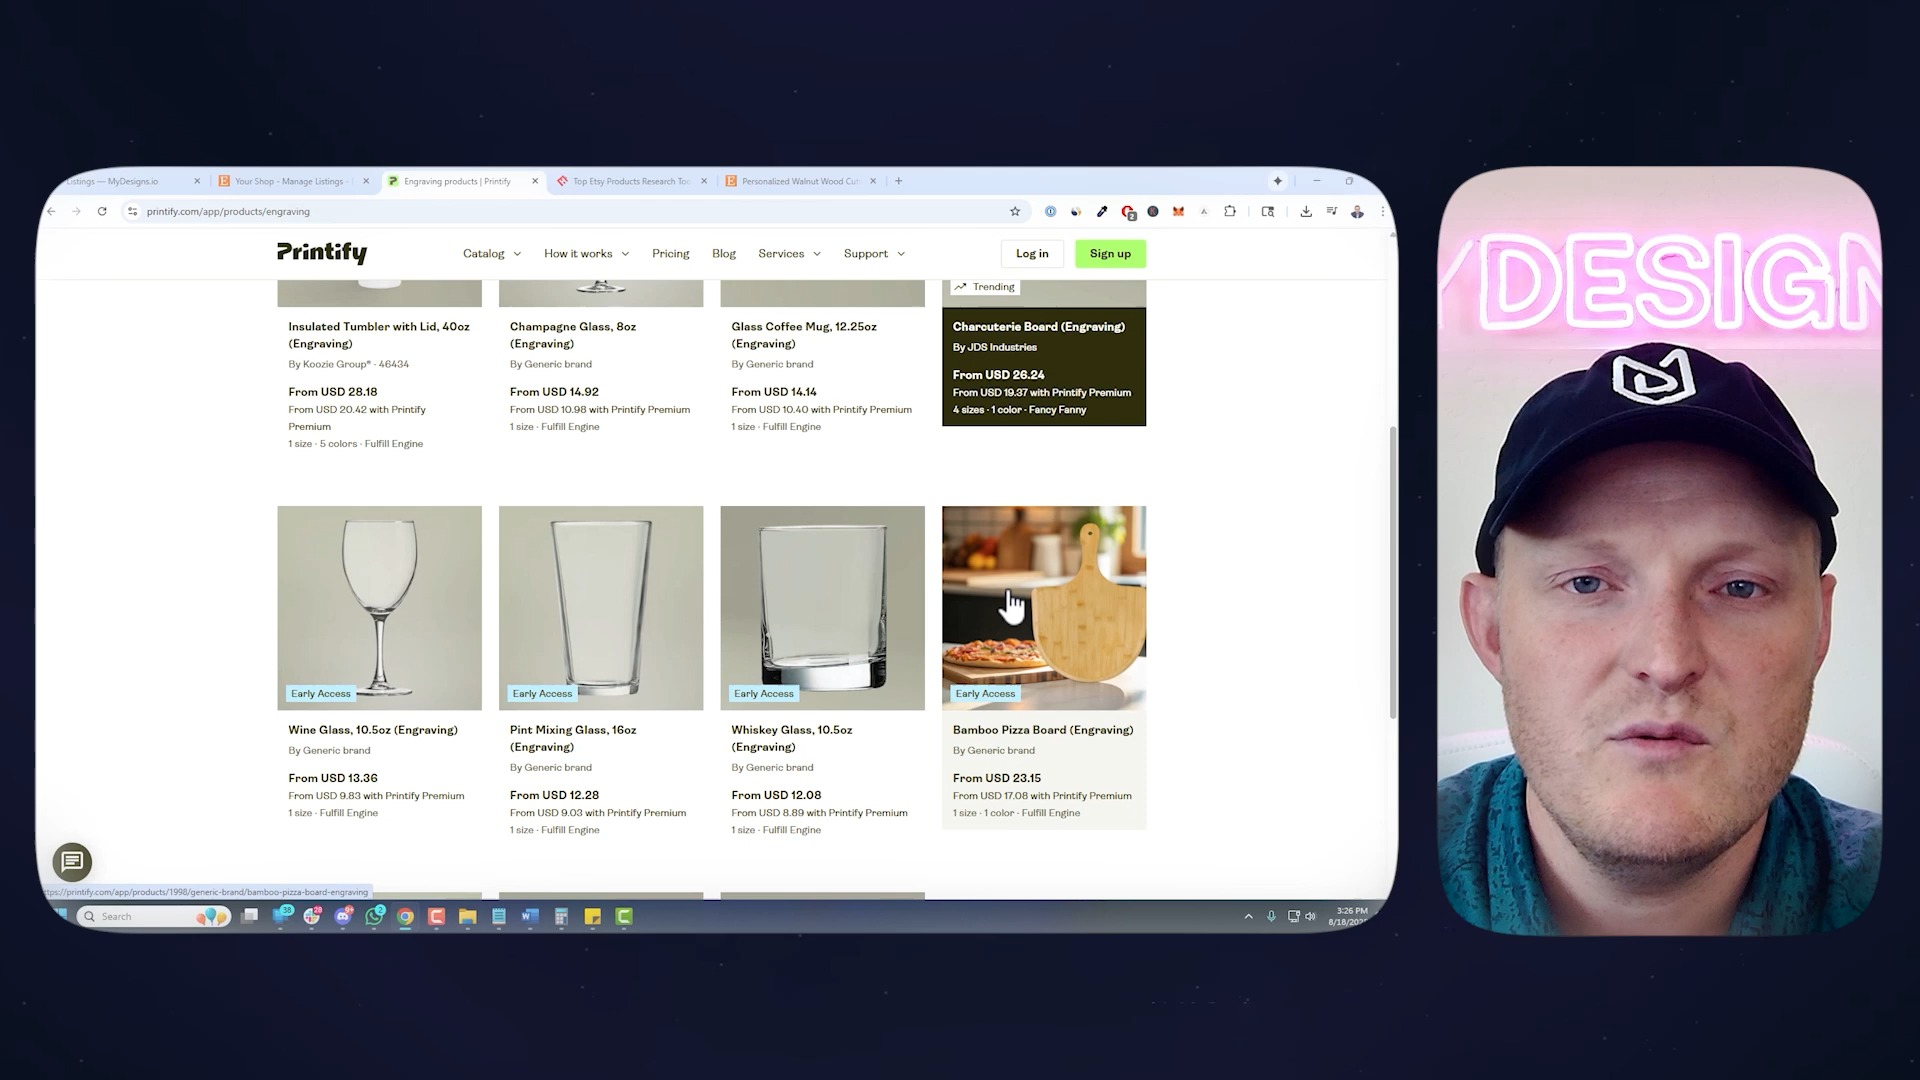 Listings — MyDesigns.io
Your Shop - Manage Listings -
Engraving products | Printify
Top Etsy Products Research Too
Personalized Walnut Wood Cut
printify.com/app/products/engraving
2
Printify
Catalog
How it works
Pricing
Blog
Services
Support
Log in
Sign up
Trending
Insulated Tumbler with Lid, 40oz
(Engraving)
By Koozie Group® - 46434
From USD 28.18
From USD 20.42 with Printify
Premium
1 size · 5 colors · Fulfill Engine
Champagne Glass, 8oz
(Engraving)
By Generic brand
From USD 14.92
From USD 10.98 with Printify Premium
1 size · Fulfill Engine
Glass Coffee Mug, 12.25oz
(Engraving)
By Generic brand
From USD 14.14
From USD 10.40 with Printify Premium
1 size · Fulfill Engine
Charcuterie Board (Engraving)
By JDS Industries
From USD 26.24
From USD 19.37 with Printify Premium
4 sizes · 1 color · Fancy Fanny
Early Access
Wine Glass, 10.5oz (Engraving)
By Generic brand
From USD 13.36
From USD 9.83 with Printify Premium
1 size · Fulfill Engine
Early Access
Pint Mixing Glass, 16oz
(Engraving)
By Generic brand
From USD 12.28
From USD 9.03 with Printify Premium
1 size · Fulfill Engine
Early Access
Whiskey Glass, 10.5oz
(Engraving)
By Generic brand
From USD 12.08
From USD 8.89 with Printify Premium
1 size · Fulfill Engine
Early Access
Bamboo Pizza Board (Engraving)
By Generic brand
From USD 23.15
From USD 17.08 with Printify Premium
1 size · 1 color · Fulfill Engine
ttps://printify.com/app/products/1998/generic-brand/bamboo-pizza-board-engraving
Search
38
28
2
3:26 PM
8/18/202
YDESIGN